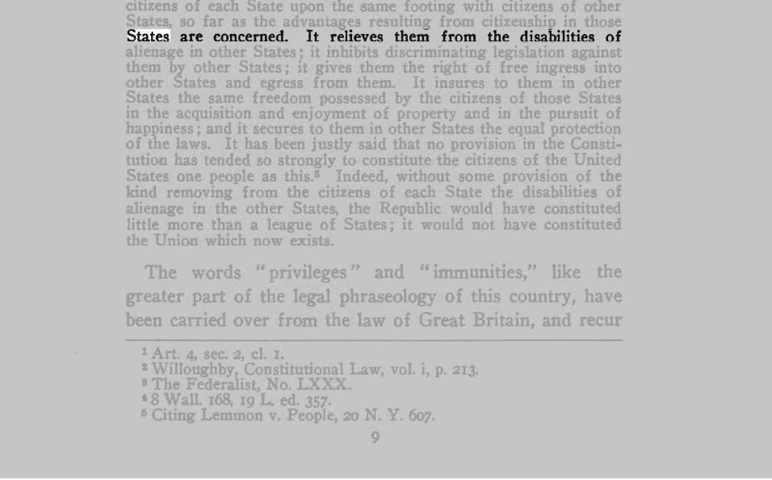 citizens of each State upon the same footing with citizens of other
States, so far as the advantages resulting from citizenship in those
States are concerned. It relieves them from the disabilities of
alienage in other States; it inhibits discriminating legislation against
them by other States; it gives them the right of free ingress into
other States and egress from them. It insures to them in other
States the same freedom possessed by the citizens of those States
in the acquisition and enjoyment of property and in the pursuit of
happiness; and it secures to them in other States the equal protection
of the laws. It has been justly said that no provision in the Consti-
tution has tended so strongly to constitute the citizens of the United
States one people as this.⁵ Indeed, without some provision of the
kind removing from the citizens of each State the disabilities of
alienage in the other States, the Republic would have constituted
little more than a league of States; it would not have constituted
the Union which now exists.
The words “privileges” and “immunities,” like the
greater part of the legal phraseology of this country, have
been carried over from the law of Great Britain, and recur
¹ Art. 4, sec. 2, cl. 1.
² Willoughby, Constitutional Law, vol. i, p. 213.
³ The Federalist, No. LXXX.
⁴ 8 Wall. 168, 19 L. ed. 357.
⁵ Citing Lemmon v. People, 20 N. Y. 607.
9